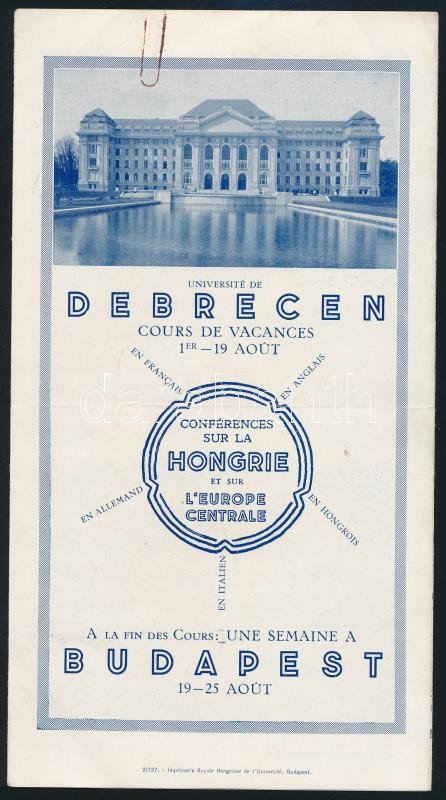 UNIVERSITÉ DE
DEBRECEN
COURS DE VACANCES
1ER—19 AOÛT
EN FRANÇAIS
EN ANGLAIS
CONFÉRENCES
SUR LA
HONGRIE
ET SUR
L'EUROPE
CENTRALE
EN ALLEMAND
EN HONGROIS
EN ITALIEN
A LA FIN DES COURS: UNE SEMAINE A
BUDAPEST
19—25 AOÛT
21737. - Imprimerie Royale Hongroise de l'Université, Budapest.